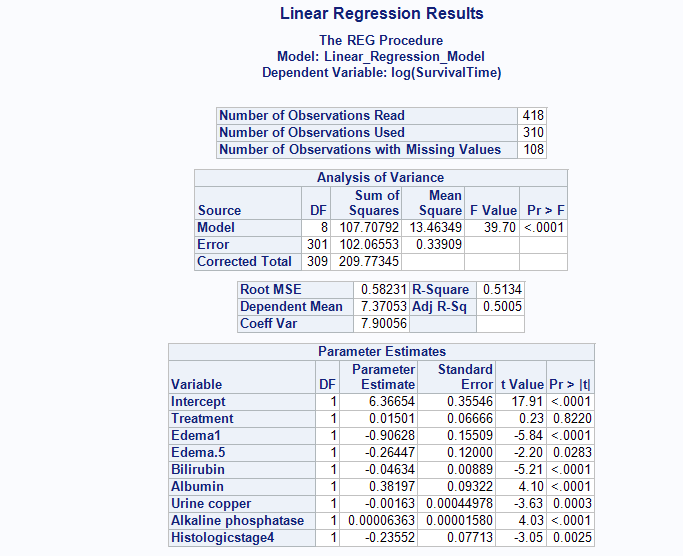 Linear Regression Results
The REG Procedure
Model: Linear_Regression_Model
Dependent Variable: log(SurvivalTime)
Number of Observations Read 418
Number of Observations Used 310
Number of Observations with Missing Values 108
Analysis of Variance
Source DF Sum of Squares Mean Square F Value Pr > F
Model 8 107.70792 13.46349 39.70 <.0001
Error 301 102.06553 0.33909
Corrected Total 309 209.77345
Root MSE 0.58231 R-Square 0.5134
Dependent Mean 7.37053 Adj R-Sq 0.5005
Coeff Var 7.90056
Parameter Estimates
Variable DF Parameter Estimate Standard Error t Value Pr > |t|
Intercept 1 6.36654 0.35546 17.91 <.0001
Treatment 1 0.01501 0.06666 0.23 0.8220
Edema1 1 -0.90628 0.15509 -5.84 <.0001
Edema.5 1 -0.26447 0.12000 -2.20 0.0283
Bilirubin 1 -0.04634 0.00889 -5.21 <.0001
Albumin 1 0.38197 0.09322 4.10 <.0001
Urine copper 1 -0.00163 0.00044978 -3.63 0.0003
Alkaline phosphatase 1 0.00006363 0.00001580 4.03 <.0001
Histologicstage4 1 -0.23552 0.07713 -3.05 0.0025